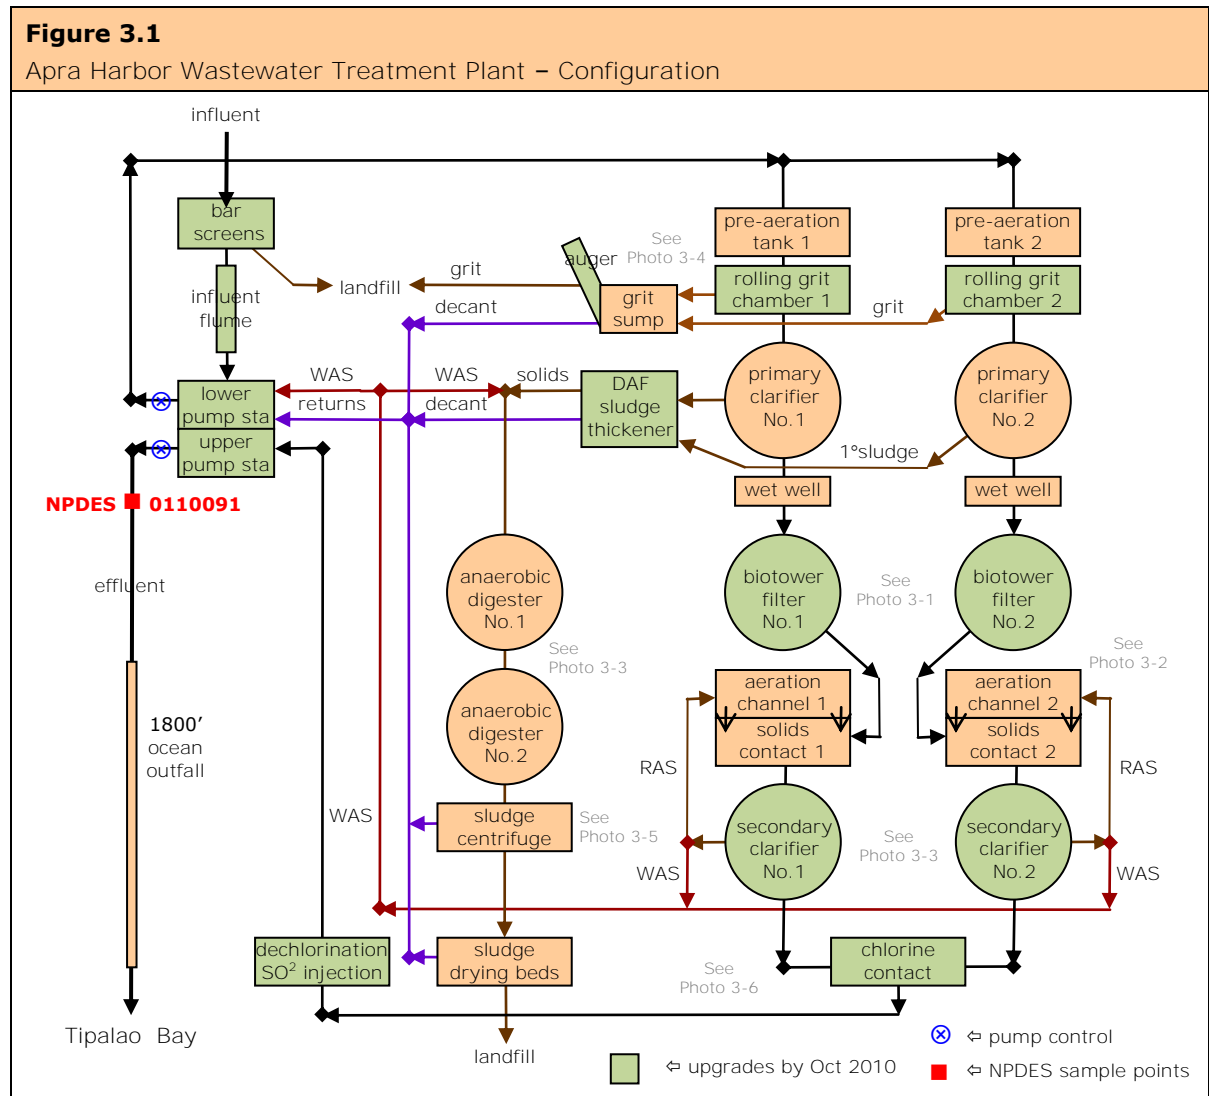 Figure 3.1
Apra Harbor Wastewater Treatment Plant – Configuration
influent
bar
screens
influent
flume
landfill
grit
auger
See
Photo 3-4
grit
sump
decant
pre-aeration
tank 1
rolling grit
chamber 1
pre-aeration
tank 2
rolling grit
chamber 2
grit
lower
pump sta
upper
pump sta
WAS
WAS
solids
returns
decant
DAF
sludge
thickener
primary
clarifier
No.1
primary
clarifier
No.2
1°sludge
wet well
wet well
NPDES 0110091
effluent
anaerobic
digester
No.1
See
Photo 3-3
anaerobic
digester
No.2
biotower
filter
No.1
See
Photo 3-1
biotower
filter
No.2
See
Photo 3-2
aeration
channel 1
solids
contact 1
aeration
channel 2
solids
contact 2
1800’
ocean
outfall
RAS
RAS
WAS
sludge
centrifuge
See
Photo 3-5
secondary
clarifier
No.1
See
Photo 3-3
secondary
clarifier
No.2
WAS
WAS
dechlorination
SO² injection
sludge
drying beds
See
Photo 3-6
chlorine
contact
Tipalao Bay
landfill
⇦ upgrades by Oct 2010
⇦ pump control
⇦ NPDES sample points